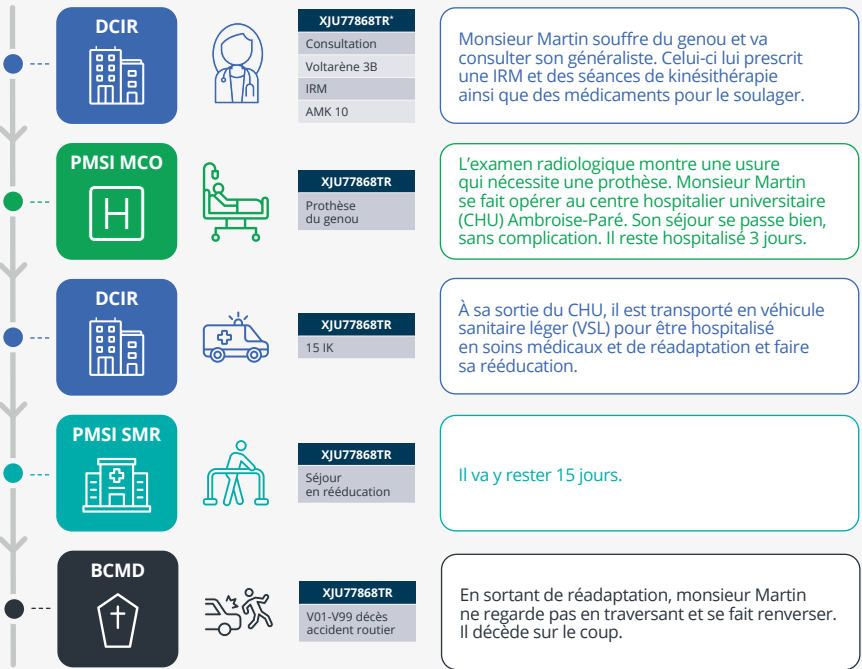 DCIR
XJU77868TR*
Consultation
Voltarène 3B
IRM
AMK 10
Monsieur Martin souffre du genou et va
consulter son généraliste. Celui-ci lui prescrit
une IRM et des séances de kinésithérapie
ainsi que des médicaments pour le soulager.
PMSI MCO
H
XJU77868TR
Prothèse
du genou
L’examen radiologique montre une usure
qui nécessite une prothèse. Monsieur Martin
se fait opérer au centre hospitalier universitaire
(CHU) Ambroise-Paré. Son séjour se passe bien,
sans complication. Il reste hospitalisé 3 jours.
DCIR
XJU77868TR
15 IK
À sa sortie du CHU, il est transporté en véhicule
sanitaire léger (VSL) pour être hospitalisé
en soins médicaux et de réadaptation et faire
sa rééducation.
PMSI SMR
XJU77868TR
Séjour
en rééducation
Il va y rester 15 jours.
BCMD
XJU77868TR
V01-V99 décès
accident routier
En sortant de réadaptation, monsieur Martin
ne regarde pas en traversant et se fait renverser.
Il décède sur le coup.